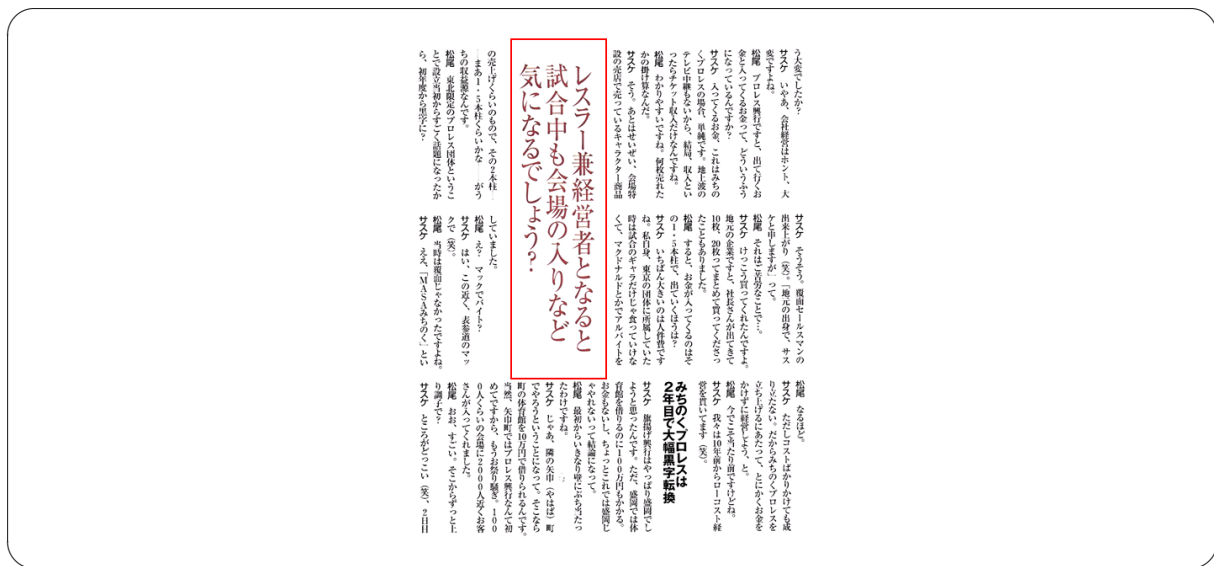 う大変でしたか?
サスケ　いやあ、会社経営はホント、大
変ですよね。
松尾　プロレス興行ですと、出て行くお
金と入ってくるお金って、どういうふう
になっているんですか?
サスケ　入ってくるお金、これはみちの
くプロレスの場合、単純です。地上波の
テレビ中継もないから、結局、収入とい
ったらチケット収入だけなんですね。
松尾　わかりやすいですね。何枚売れた
かの掛け算なんだ。
サスケ　そう。あとはせいぜい、会場特
設の売店で売っているキャラクター商品
レスラー兼経営者となると
試合中も会場の入りなど
気になるでしょう?
の売上げくらいのもので、その2本柱…
…まあ1・5本柱くらいかな……がう
ちの収益源なんです。
松尾　東北限定のプロレス団体というこ
とで設立当初からすごく話題になったか
ら、初年度から黒字に?
サスケ　そうそう。覆面セールスマンの
出来上がり（笑）。「地元の出身で、サス
ケと申しますが」って。
松尾　それはご苦労なことで…。
サスケ　けっこう買ってくれたんですよ。
地元の企業ですと、社長さんが出てきて
10枚、20枚ってまとめて買ってくださっ
たこともありました。
松尾　すると、お金が入ってくるのはそ
の1・5本柱で、出ていくほうは?
サスケ　いちばん大きいのは人件費です
ね。私自身、東京の団体に所属していた
時は試合のギャラだけじゃ食っていけな
くて、マクドナルドとかでアルバイトを
していました。
松尾　え?　マックでバイト?
サスケ　はい、この近く、表参道のマッ
クで（笑）。
松尾　当時は覆面じゃなかったですよね。
サスケ　ええ、「MASAみちのく」とい
松尾　なるほど。
サスケ　ただしコストばかりかけても成
り立たない。だからみちのくプロレスを
立ち上げるにあたって、とにかくお金を
かけずに経営しよう、と。
松尾　今でこそ当たり前ですけどね。
サスケ　我々は10年前からローコスト経
営を貫いてます（笑）。
みちのくプロレスは
2年目で大幅黒字転換
サスケ　旗揚げ興行はやっぱり盛岡でし
ようと思ったんです。ただ、盛岡では体
育館を借りるのに100万円もかかる。
お金もないし、ちょっとこれでは盛岡じ
ゃやれないって結論になって。
松尾　最初からいきなり壁にぶち当たっ
たわけですね。
サスケ　じゃあ、隣の矢巾（やはば）町
でやろうということになって。そこなら
町の体育館を10万円で借りられるんです。
当然、矢巾町ではプロレス興行なんて初
めてですから、もうお祭り騒ぎ。100
0人くらいの会場に2000人近くお客
さんが入ってくれました。
松尾　おお、すごい。そこからずっと上
り調子で?
サスケ　ところがどっこい（笑）、2日目